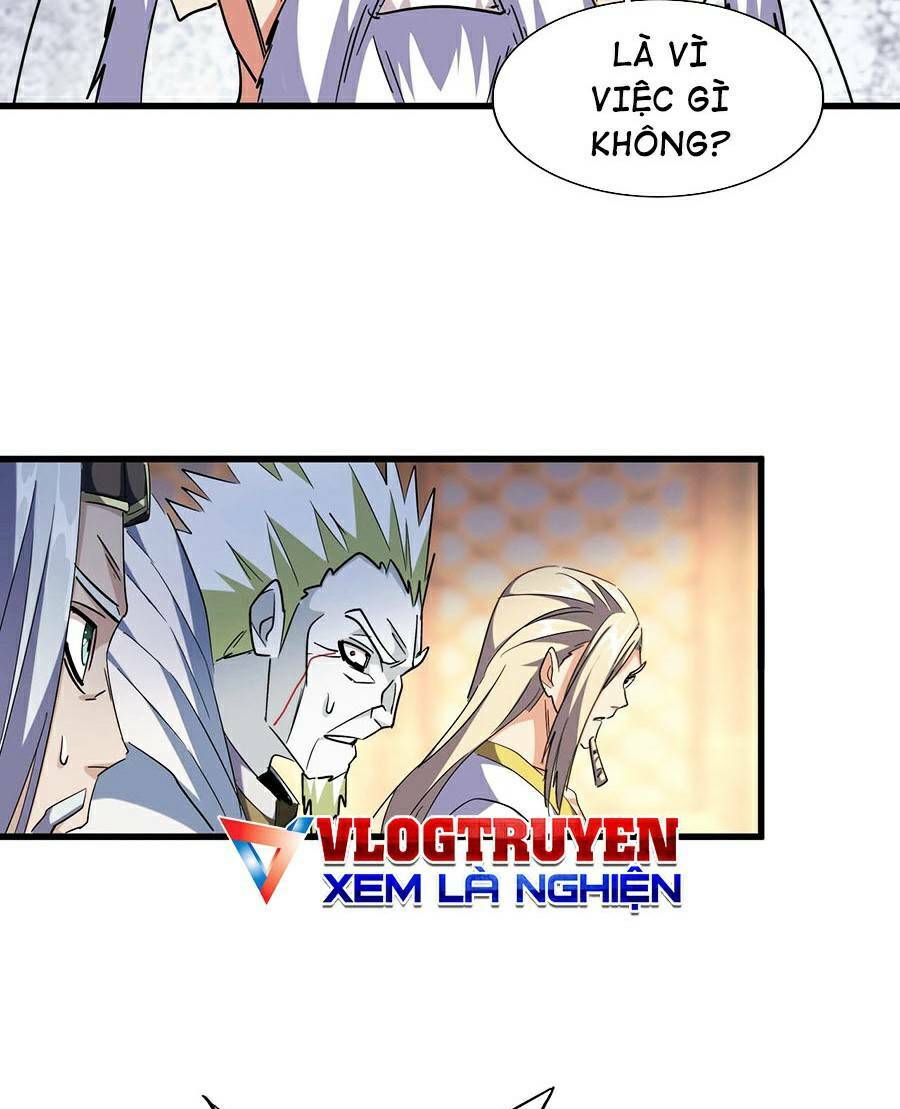 LÀ VÌ
VIỆC GÌ
KHÔNG?
VLOGTRUYEN
XEM LÀ NGHIỆN